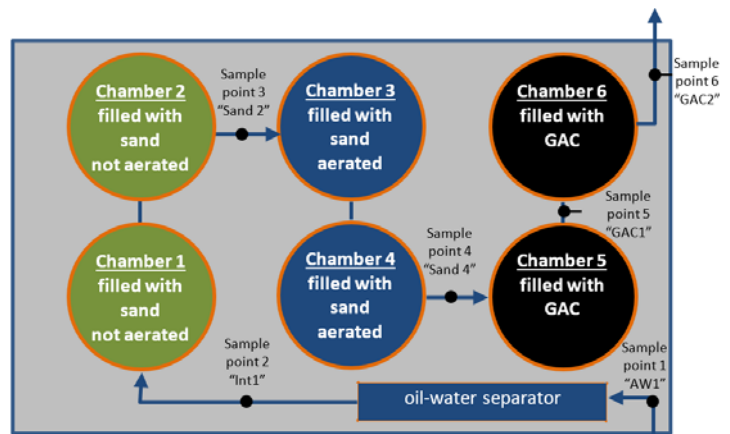 Chamber 2
filled with
sand
not aerated
Sample
point 3
“Sand 2”
Chamber 3
filled with
sand
aerated
Chamber 6
filled with
GAC
Sample
point 6
“GAC2”
Chamber 1
filled with
sand
not aerated
Chamber 4
filled with
sand
aerated
Sample
point 4
“Sand 4”
Chamber 5
filled with
GAC
Sample
point 5
“GAC1”
Sample
point 2
“Int1”
oil-water separator
Sample
point 1
“AW1”